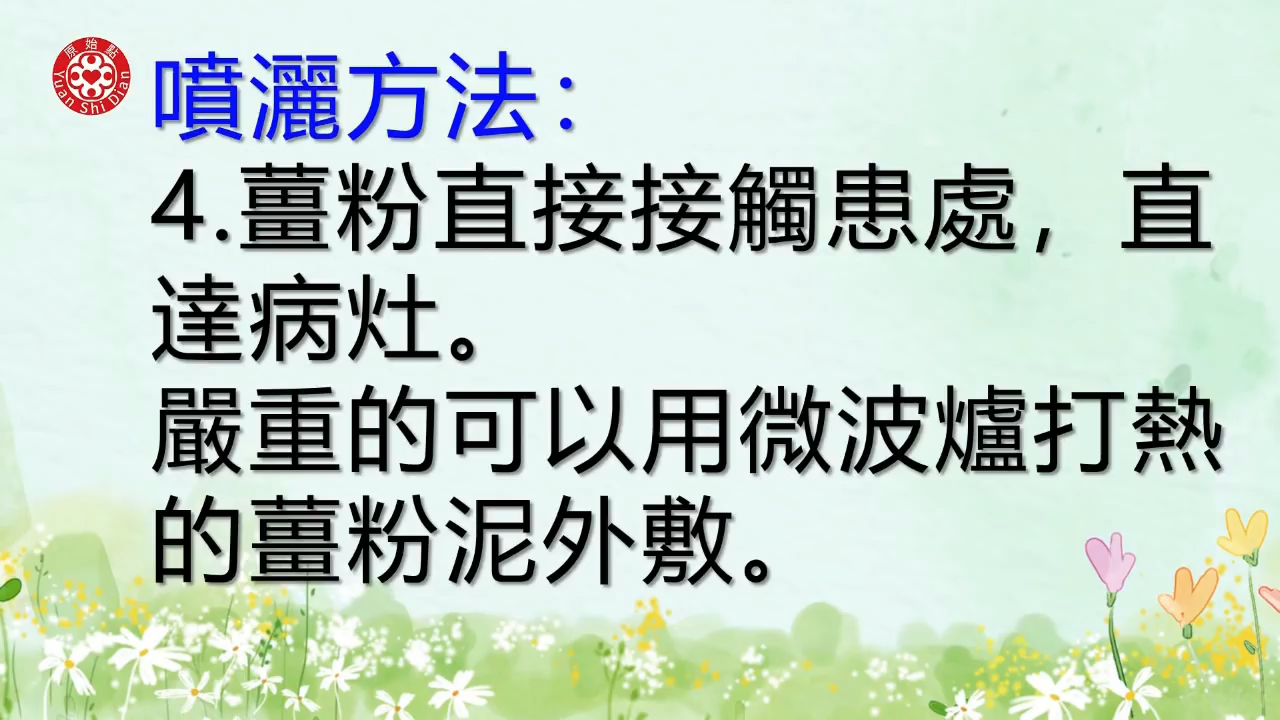 原始點
Yuan Shi Dian
噴灑方法：
4.薑粉直接接觸患處，直
達病灶。
嚴重的可以用微波爐打熱
的薑粉泥外敷。